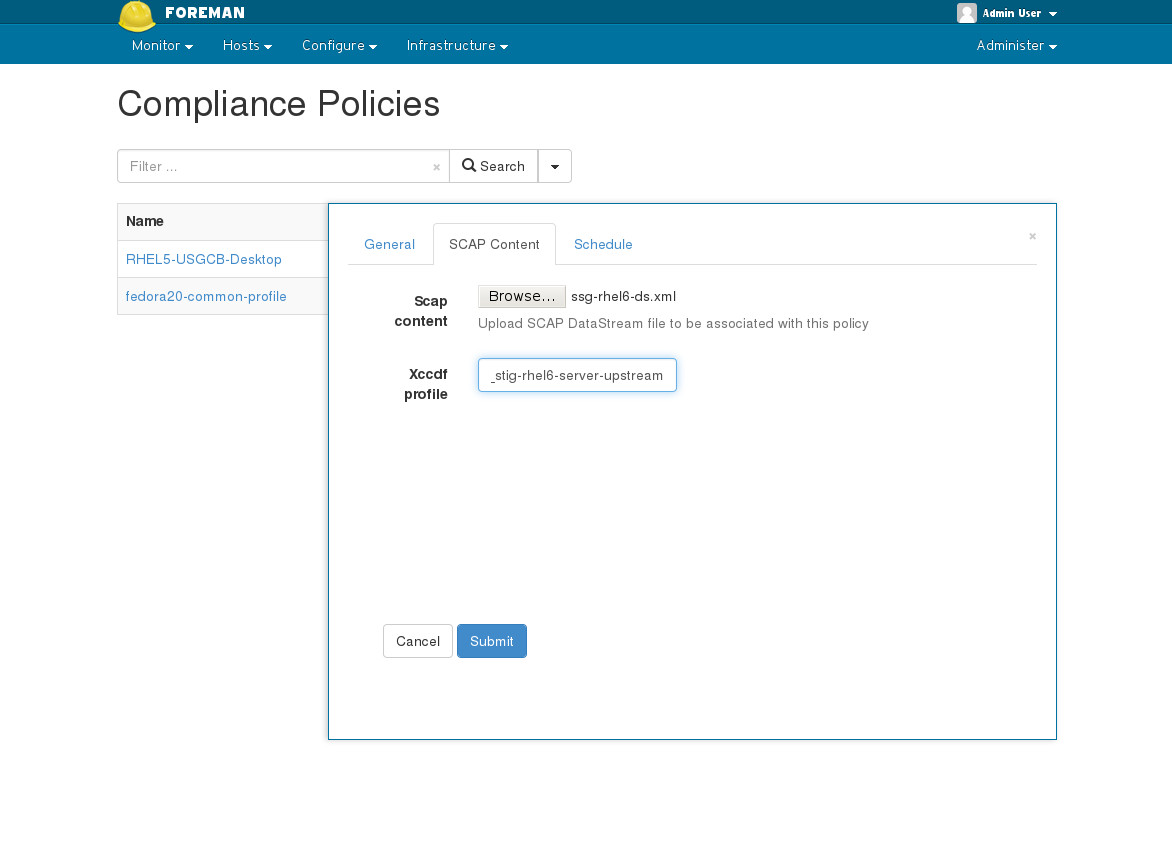 FOREMAN
Admin User
Monitor Hosts Configure Infrastructure Administer
Compliance Policies
Filter ... × Search
Name
RHEL5-USGCB-Desktop
fedora20-common-profile
General SCAP Content Schedule ×
Scap content
Browse... ssg-rhel6-ds.xml
Upload SCAP DataStream file to be associated with this policy
Xccdf profile
_stig-rhel6-server-upstream
Cancel Submit